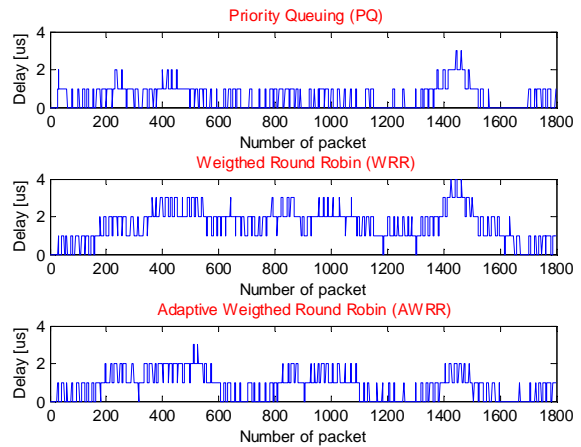 Priority Queuing (PQ)
Delay [us]
4
2
0
0 200 400 600 800 1000 1200 1400 1600 1800
Number of packet
Weigthed Round Robin (WRR)
Delay [us]
4
2
0
0 200 400 600 800 1000 1200 1400 1600 1800
Number of packet
Adaptive Weigthed Round Robin (AWRR)
Delay [us]
4
2
0
0 200 400 600 800 1000 1200 1400 1600 1800
Number of packet